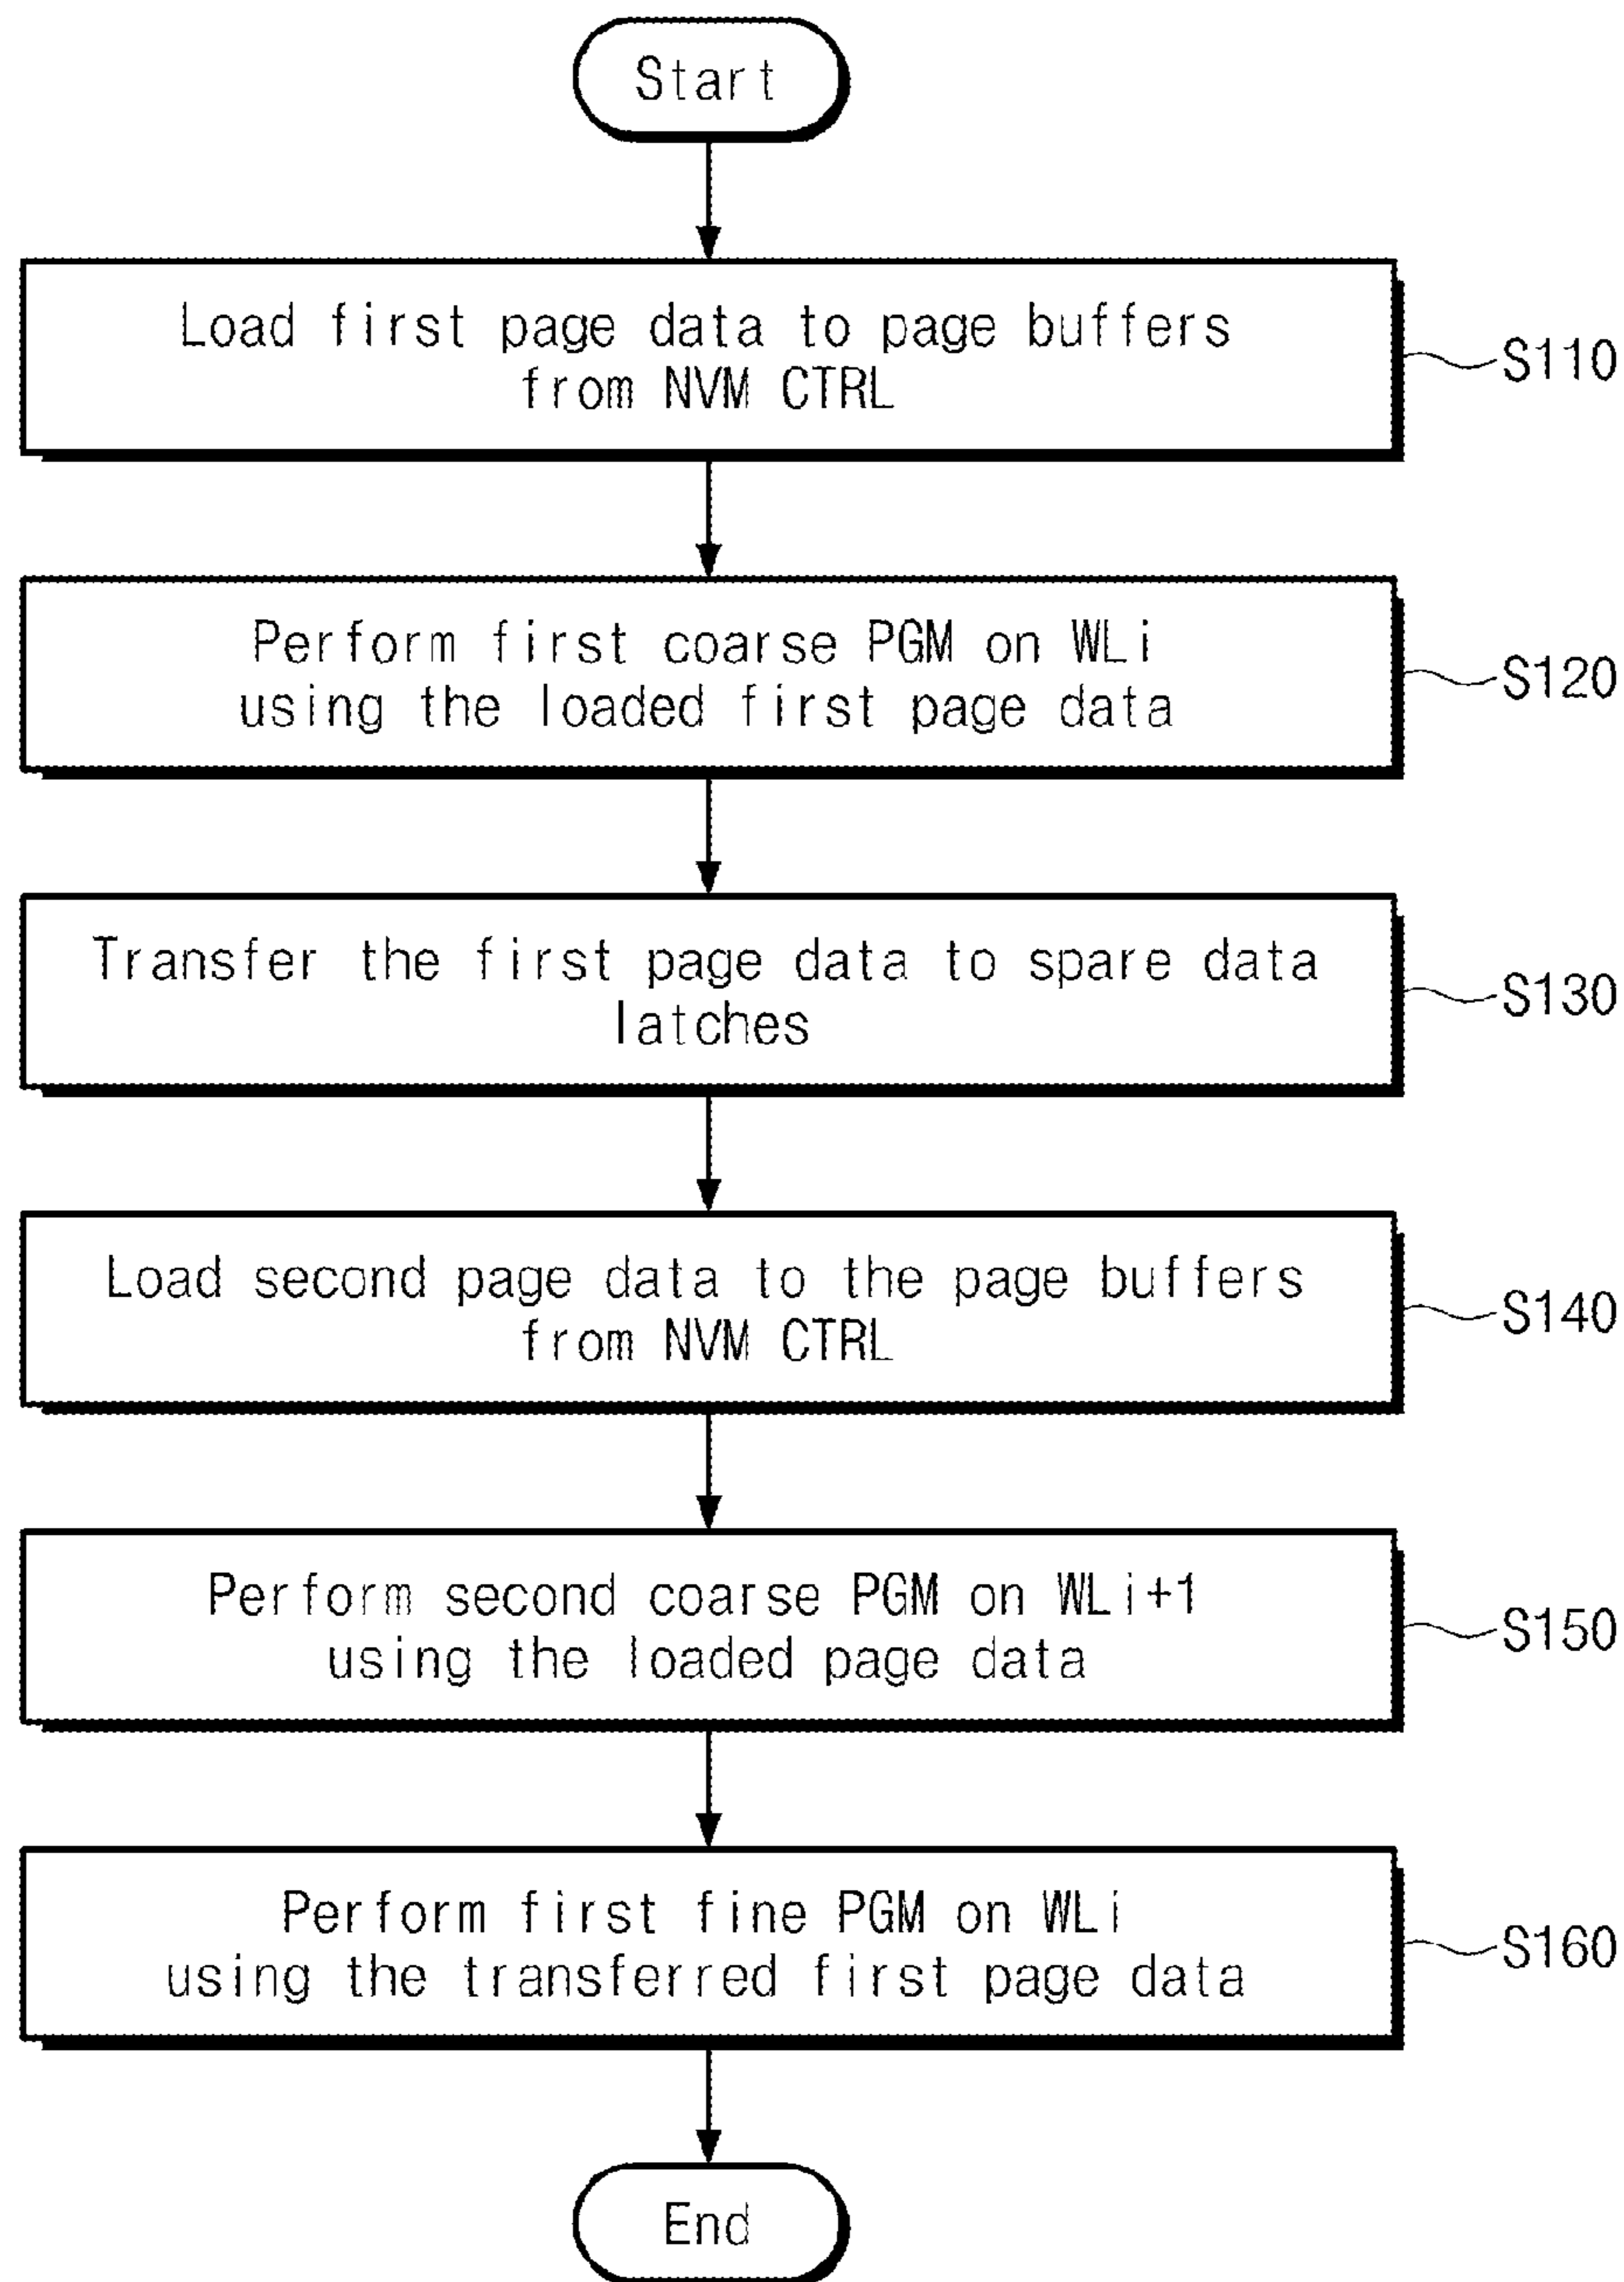 Start
Load first page data to page buffers
from NVM CTRL
S110
Perform first coarse PGM on WLi
using the loaded first page data
S120
Transfer the first page data to spare data
latches
S130
Load second page data to the page buffers
from NVM CTRL
S140
Perform second coarse PGM on WLi+1
using the loaded page data
S150
Perform first fine PGM on WLi
using the transferred first page data
S160
End